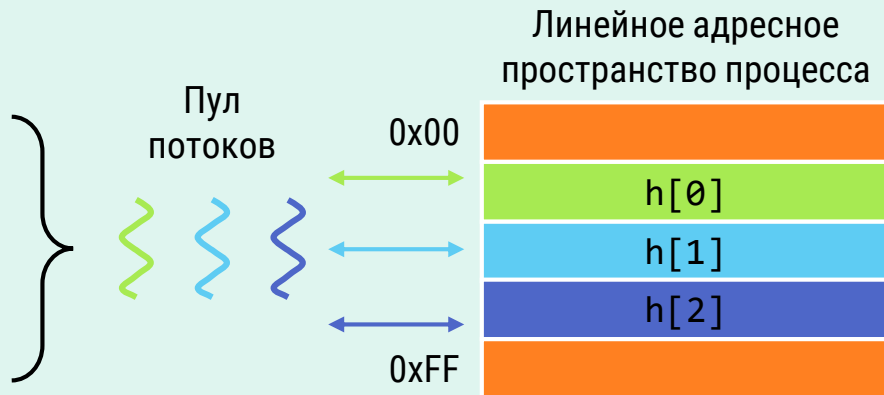 Линейное адресное
пространство процесса
Пул
потоков
0x00
h[0]
h[1]
h[2]
0xFF